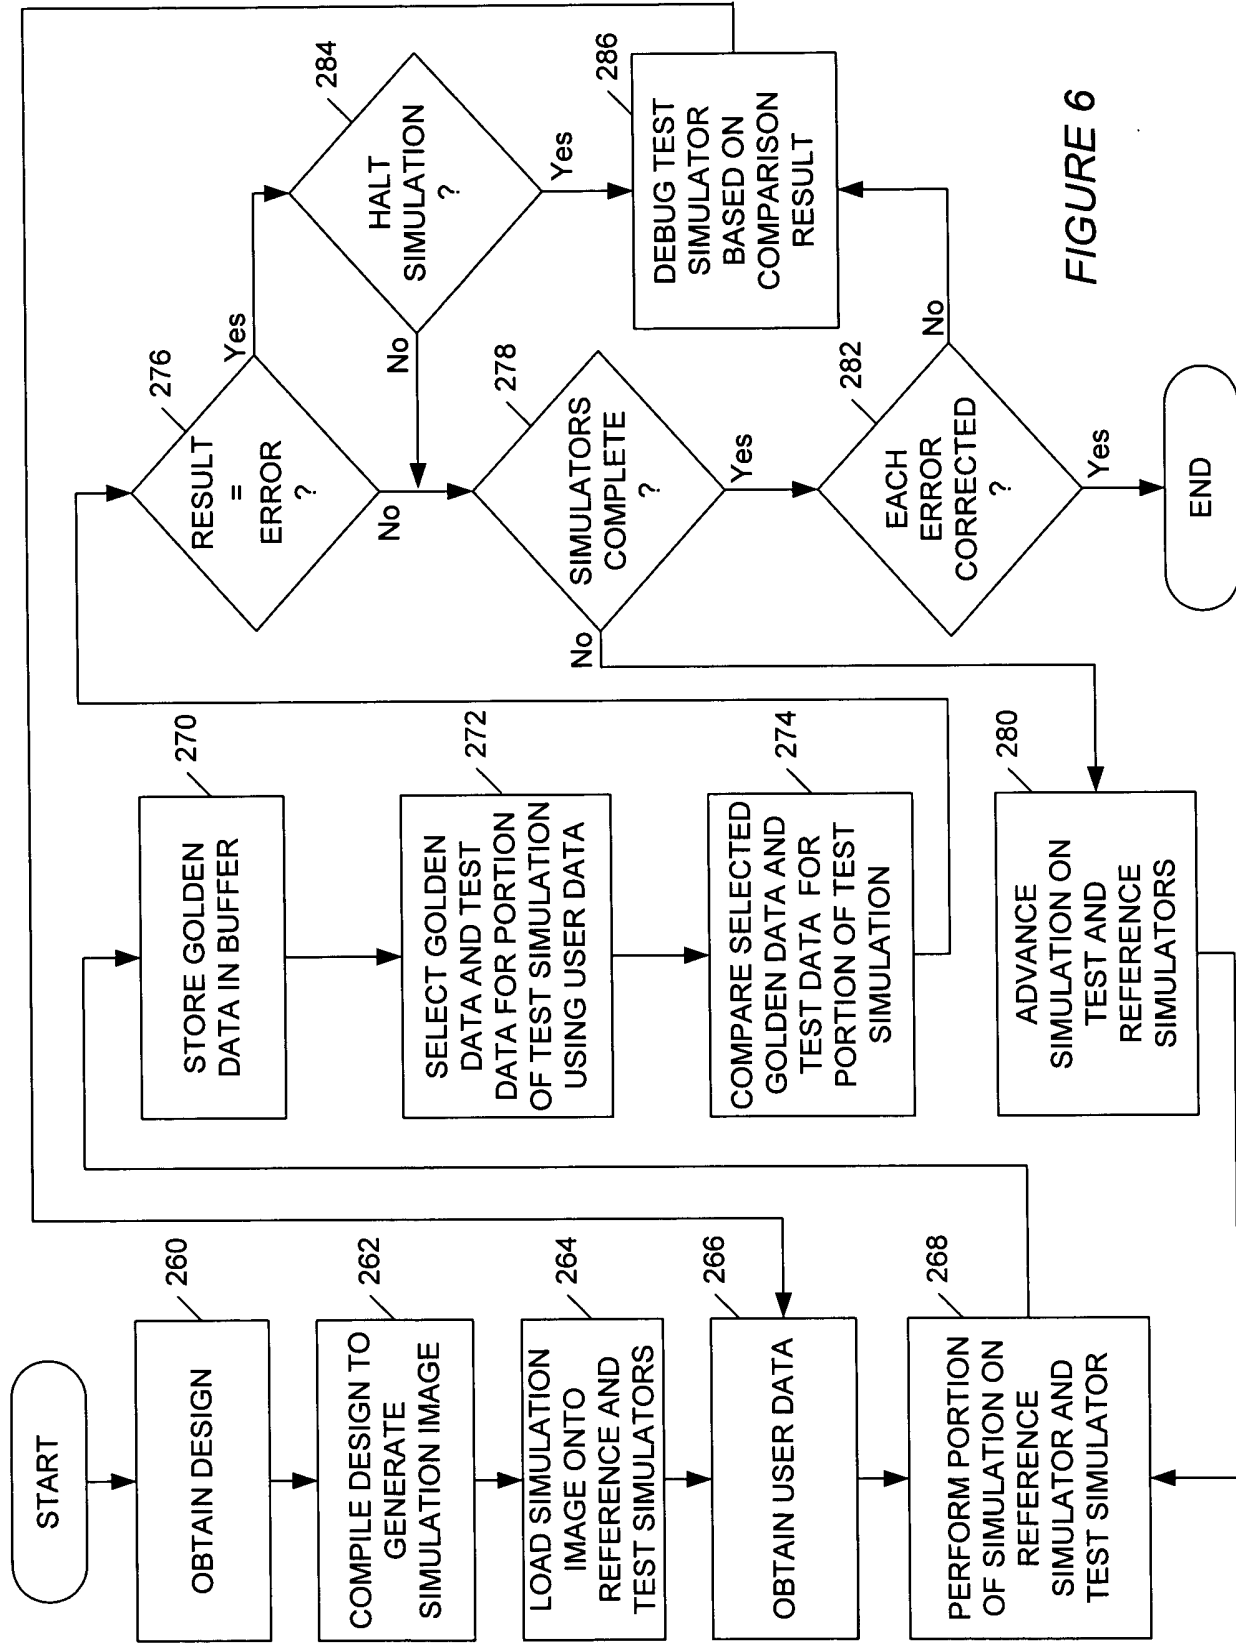 START
260
OBTAIN DESIGN
262
COMPILE DESIGN TO
GENERATE
SIMULATION IMAGE
264
LOAD SIMULATION
IMAGE ONTO
REFERENCE AND
TEST SIMULATORS
266
OBTAIN USER DATA
268
PERFORM PORTION
OF SIMULATION ON
REFERENCE
SIMULATOR AND
TEST SIMULATOR
270
STORE GOLDEN
DATA IN BUFFER
272
SELECT GOLDEN
DATA AND TEST
DATA FOR PORTION
OF TEST SIMULATION
USING USER DATA
274
COMPARE SELECTED
GOLDEN DATA AND
TEST DATA FOR
PORTION OF TEST
SIMULATION
280
ADVANCE
SIMULATION ON
TEST AND
REFERENCE
SIMULATORS
276
RESULT
=
ERROR
?
Yes
No
284
HALT
SIMULATION
?
No
Yes
278
SIMULATORS
COMPLETE
?
No
Yes
286
DEBUG TEST
SIMULATOR
BASED ON
COMPARISON
RESULT
282
EACH
ERROR
CORRECTED
?
No
Yes
END
FIGURE 6